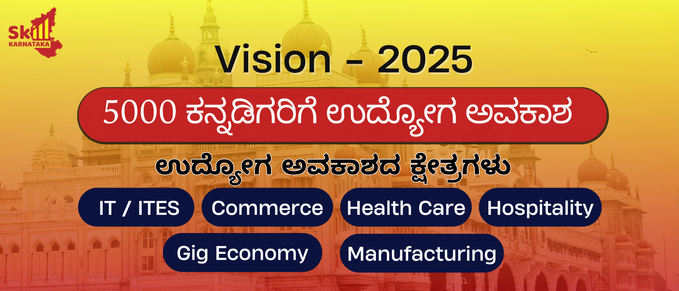 Skill
KARNATAKA
Vision - 2025
5000 ಕನ್ನಡಿಗರಿಗೆ ಉದ್ಯೋಗ ಅವಕಾಶ
ಉದ್ಯೋಗ ಅವಕಾಶದ ಕ್ಷೇತ್ರಗಳು
IT / ITES Commerce Health Care Hospitality
Gig Economy Manufacturing